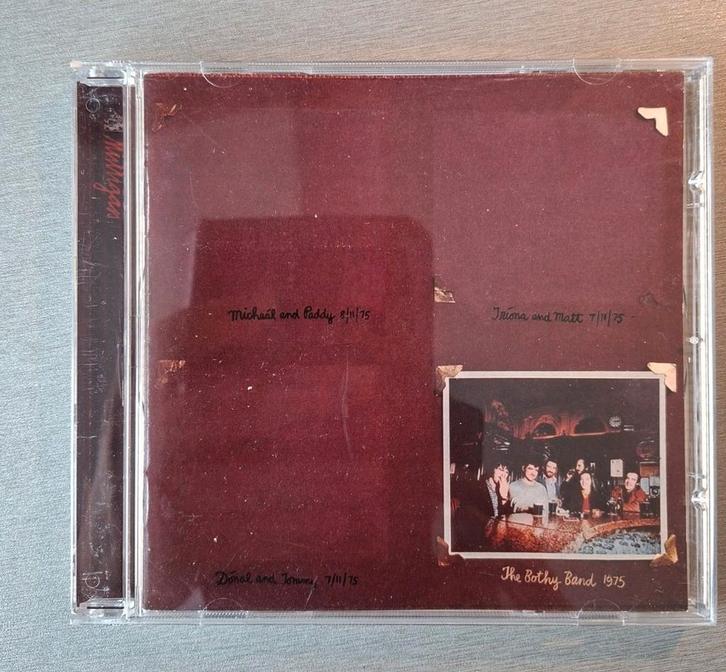 Mulligan
Micheál and Paddy 8/11/75
Tríona and Matt 7/11/75
Dónal and Tommy 7/11/75
The Bothy Band 1975